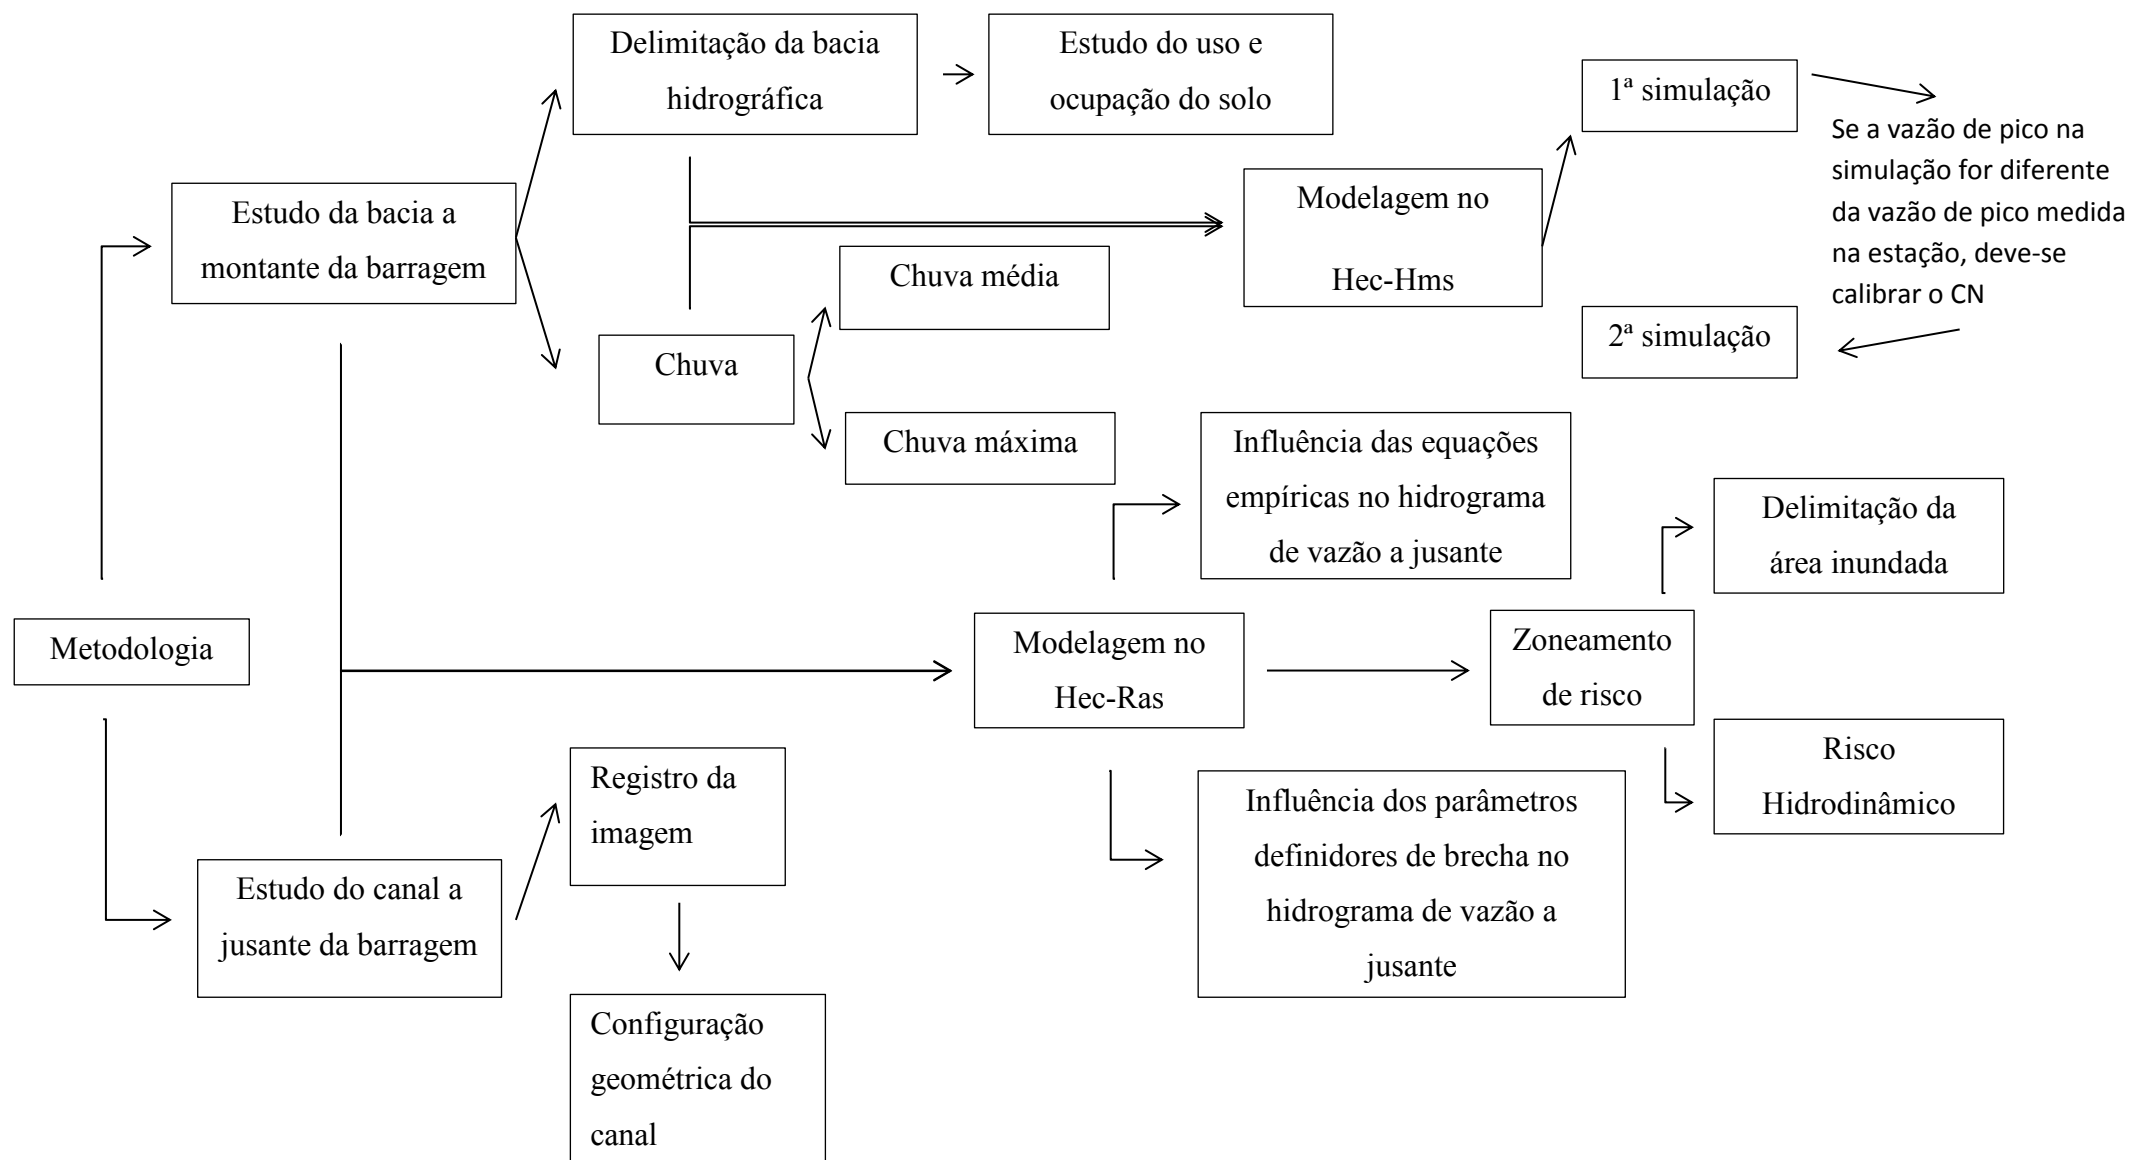 Delimitação da bacia
hidrográfica
Estudo do uso e
ocupação do solo
1ª simulação
Se a vazão de pico na
simulação for diferente
da vazão de pico medida
na estação, deve-se
calibrar o CN
Estudo da bacia a
montante da barragem
Modelagem no
Hec-Hms
Chuva média
2ª simulação
Chuva
Chuva máxima
Influência das equações
empíricas no hidrograma
de vazão a jusante
Delimitação da
área inundada
Metodologia
Modelagem no
Hec-Ras
Zoneamento
de risco
Registro da
imagem
Risco
Hidrodinâmico
Influência dos parâmetros
definidores de brecha no
hidrograma de vazão a
jusante
Estudo do canal a
jusante da barragem
Configuração
geométrica do
canal